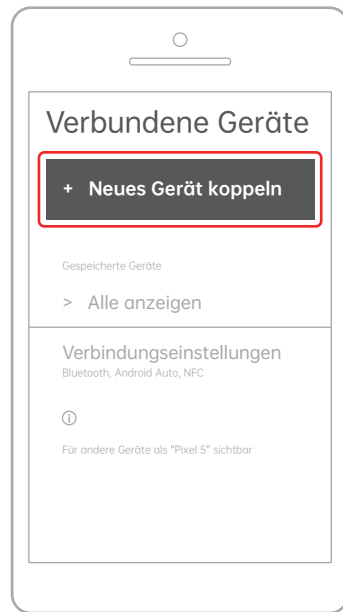 Verbundene Geräte
+ Neues Gerät koppeln
Gespeicherte Geräte
> Alle anzeigen
Verbindungseinstellungen
Bluetooth, Android Auto, NFC
Für andere Geräte als "Pixel 5" sichtbar